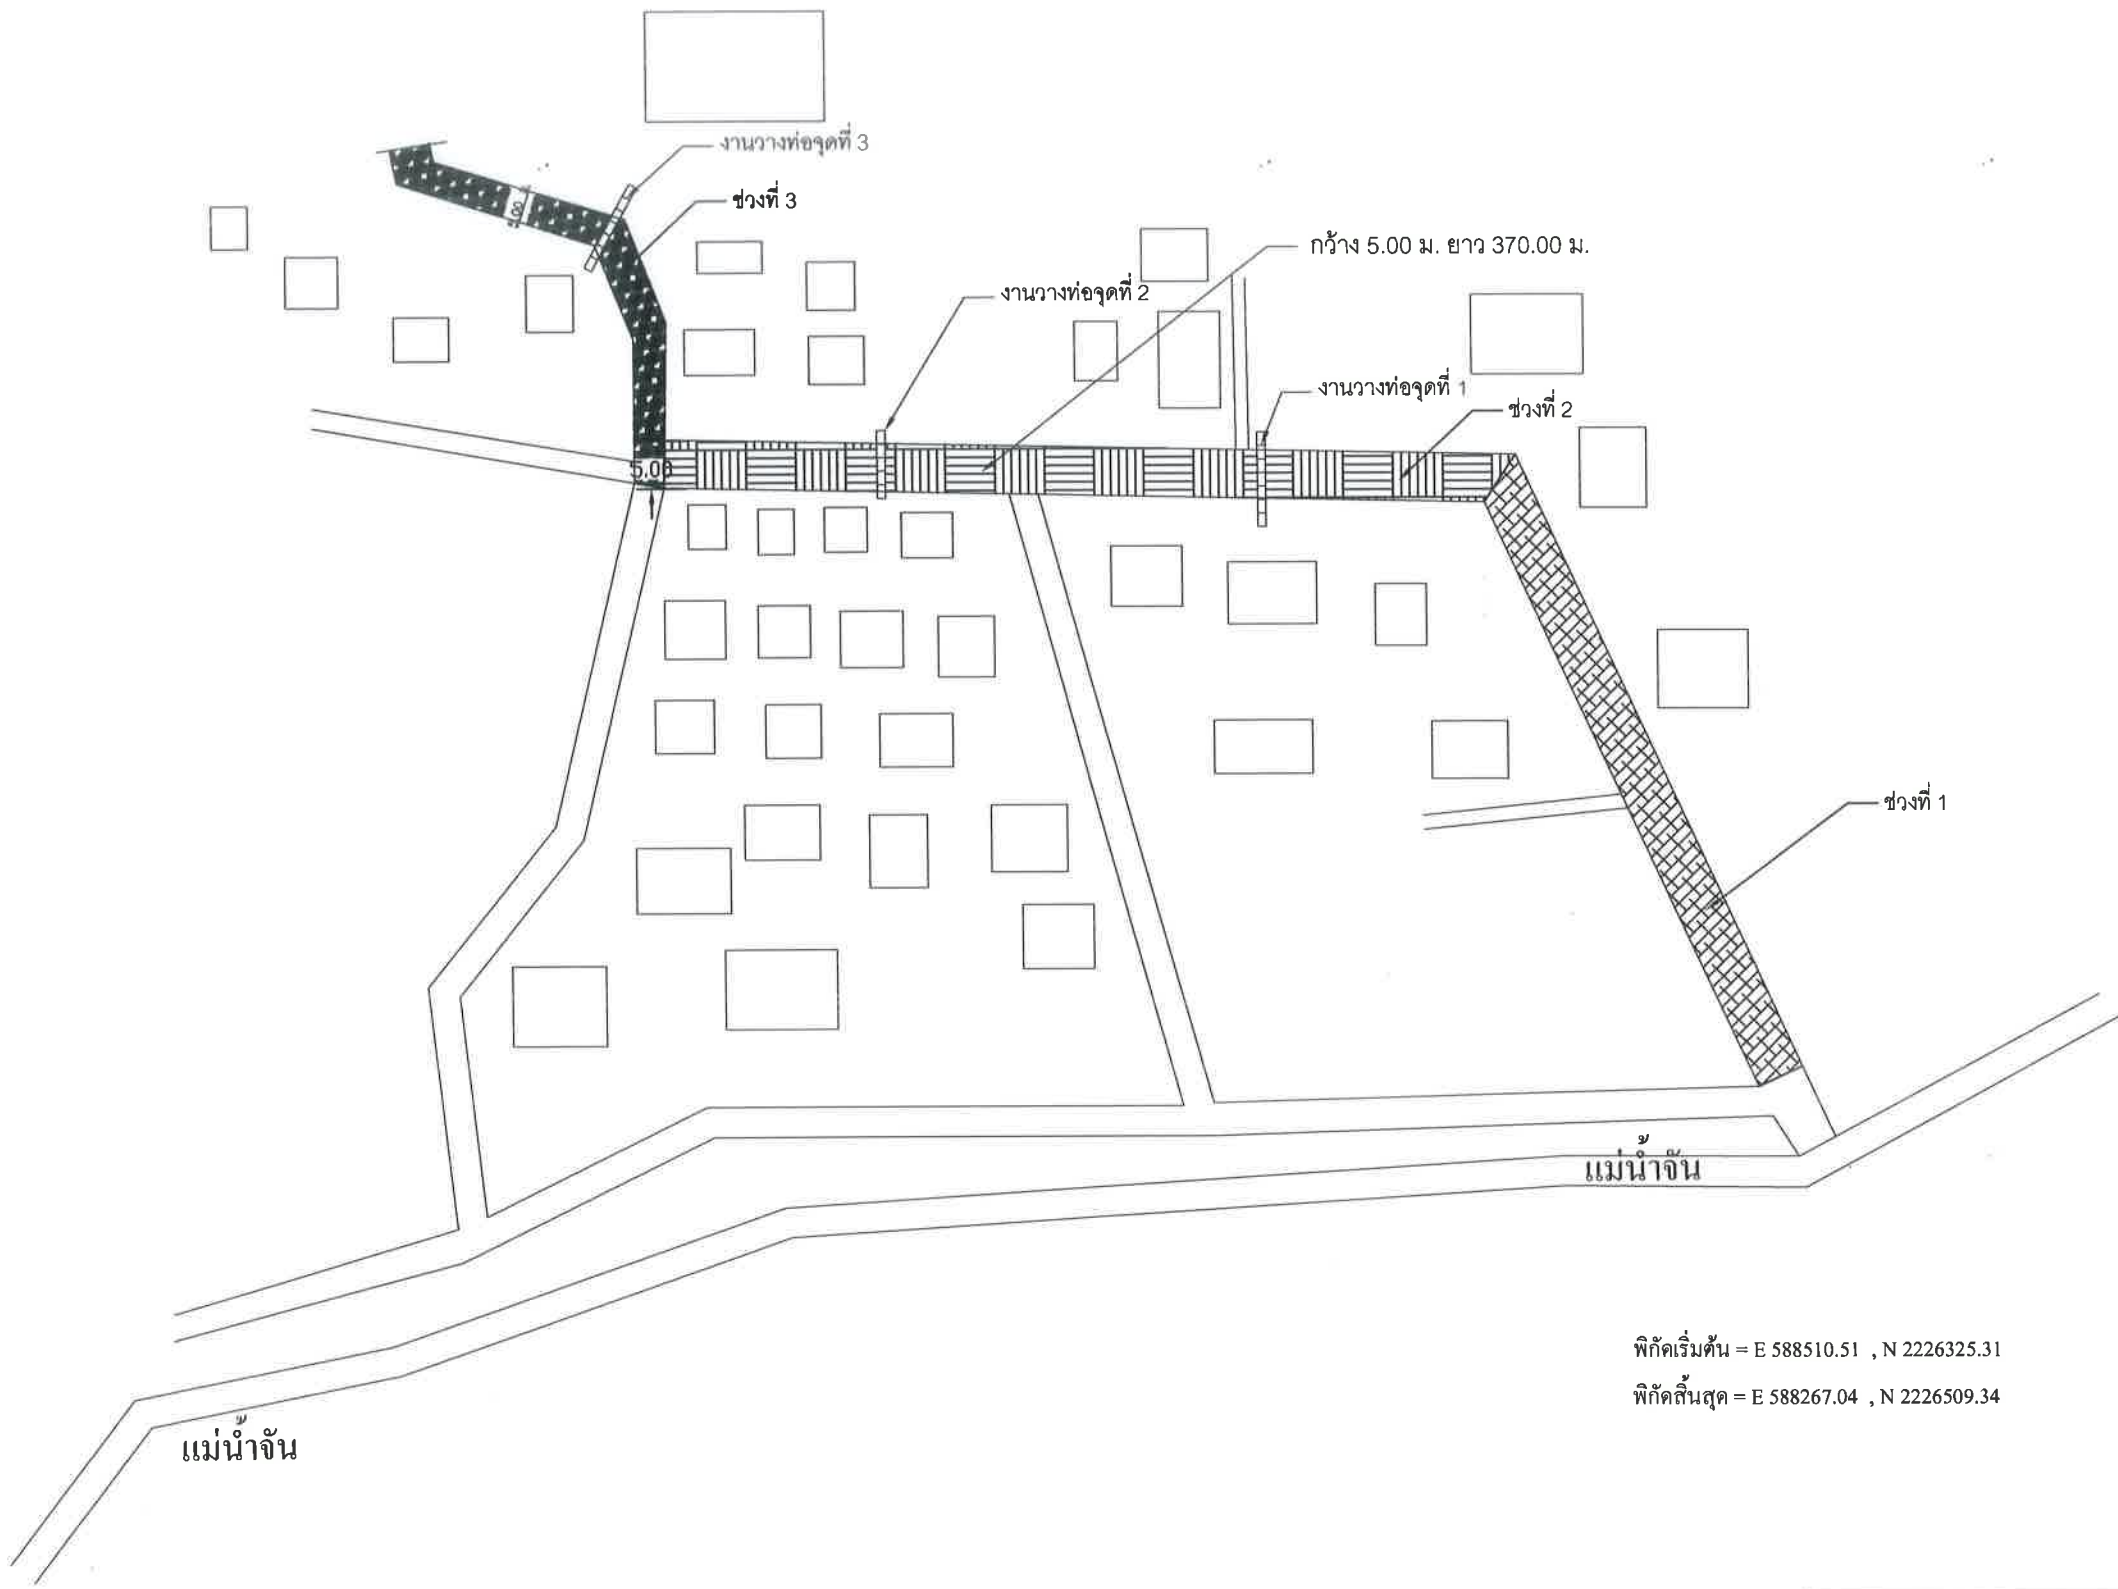 งานวางท่อจุดที่ 3
ช่วงที่ 3
5.00
กว้าง 5.00 ม. ยาว 370.00 ม.
งานวางท่อจุดที่ 2
งานวางท่อจุดที่ 1
ช่วงที่ 2
5.00
ช่วงที่ 1
แม่น้ำจัน
พิกัดเริ่มต้น = E 588510.51 , N 2226325.31
พิกัดสิ้นสุด = E 588267.04 , N 2226509.34
แม่น้ำจัน